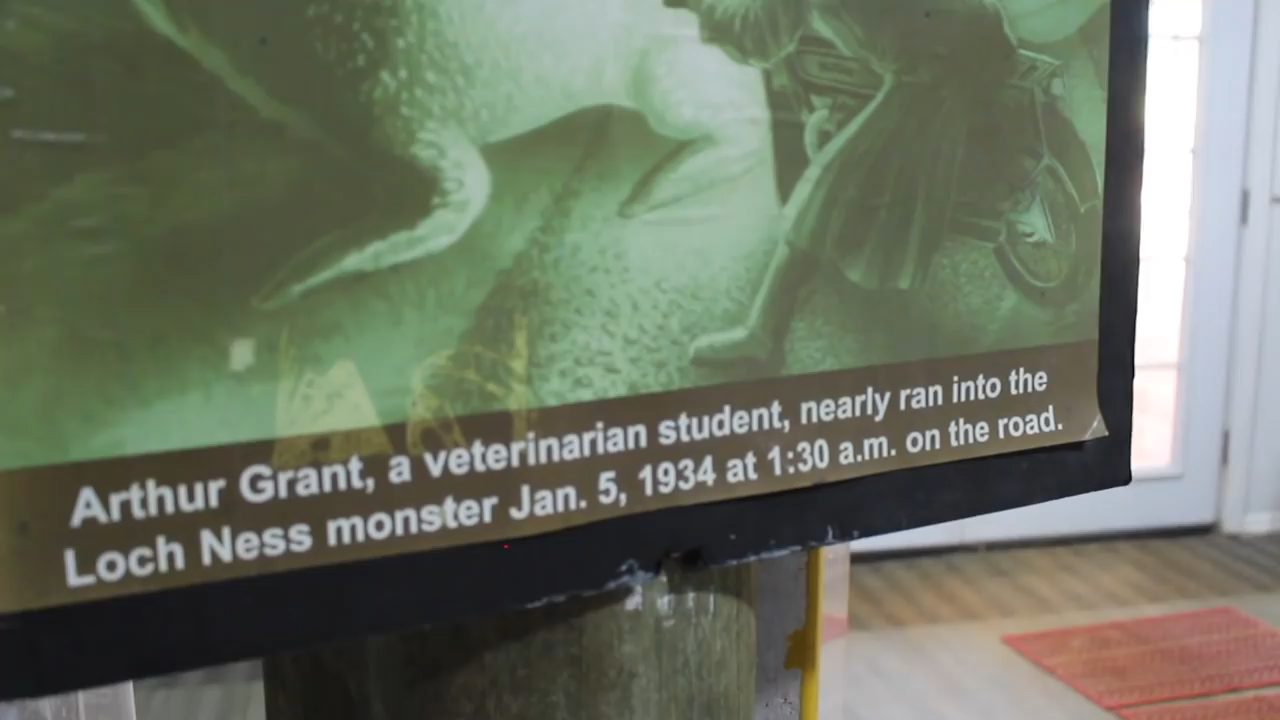 Arthur Grant, a veterinarian student, nearly ran into the
Loch Ness monster Jan. 5, 1934 at 1:30 a.m. on the road.